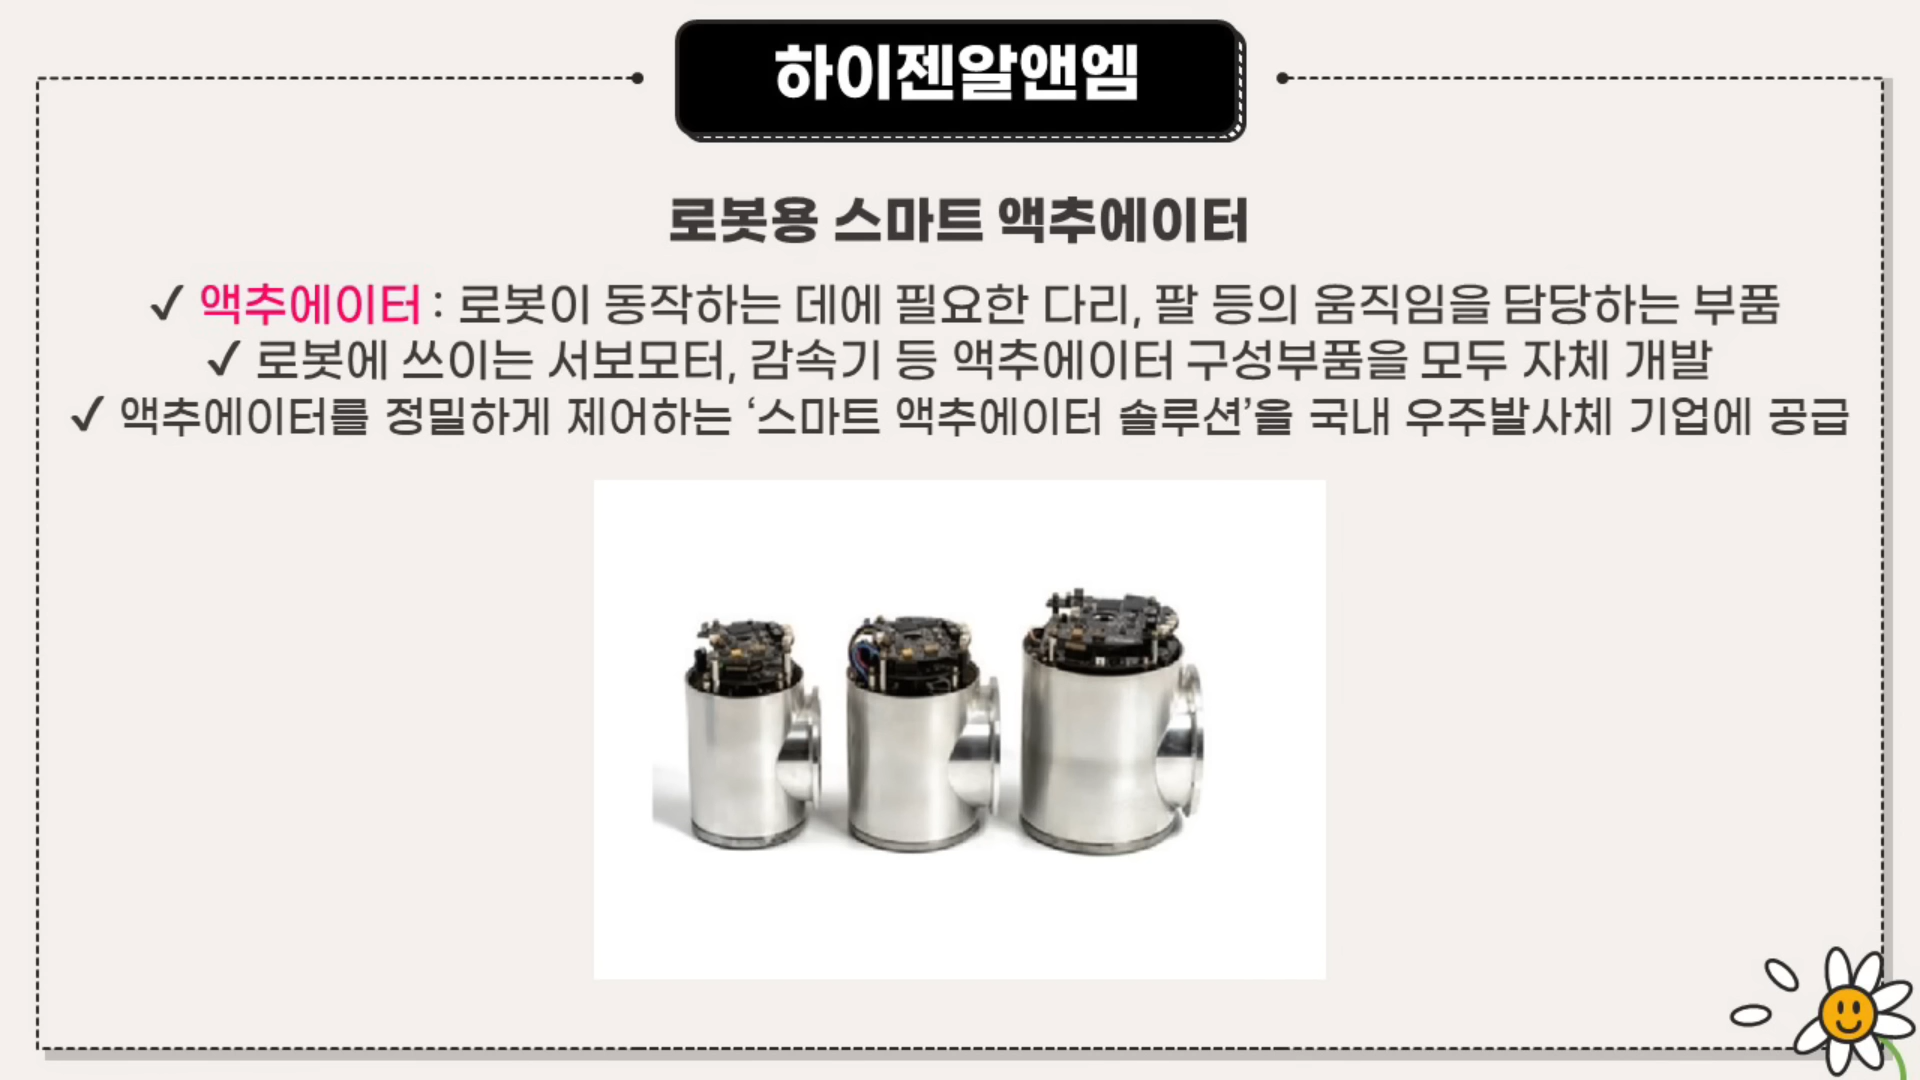 하이젠알앤엠
로봇용 스마트 액추에이터
✓ 액추에이터 : 로봇이 동작하는 데에 필요한 다리, 팔 등의 움직임을 담당하는 부품
✓ 로봇에 쓰이는 서보모터, 감속기 등 액추에이터 구성부품을 모두 자체 개발
✓ 액추에이터를 정밀하게 제어하는 ‘스마트 액추에이터 솔루션’을 국내 우주발사체 기업에 공급